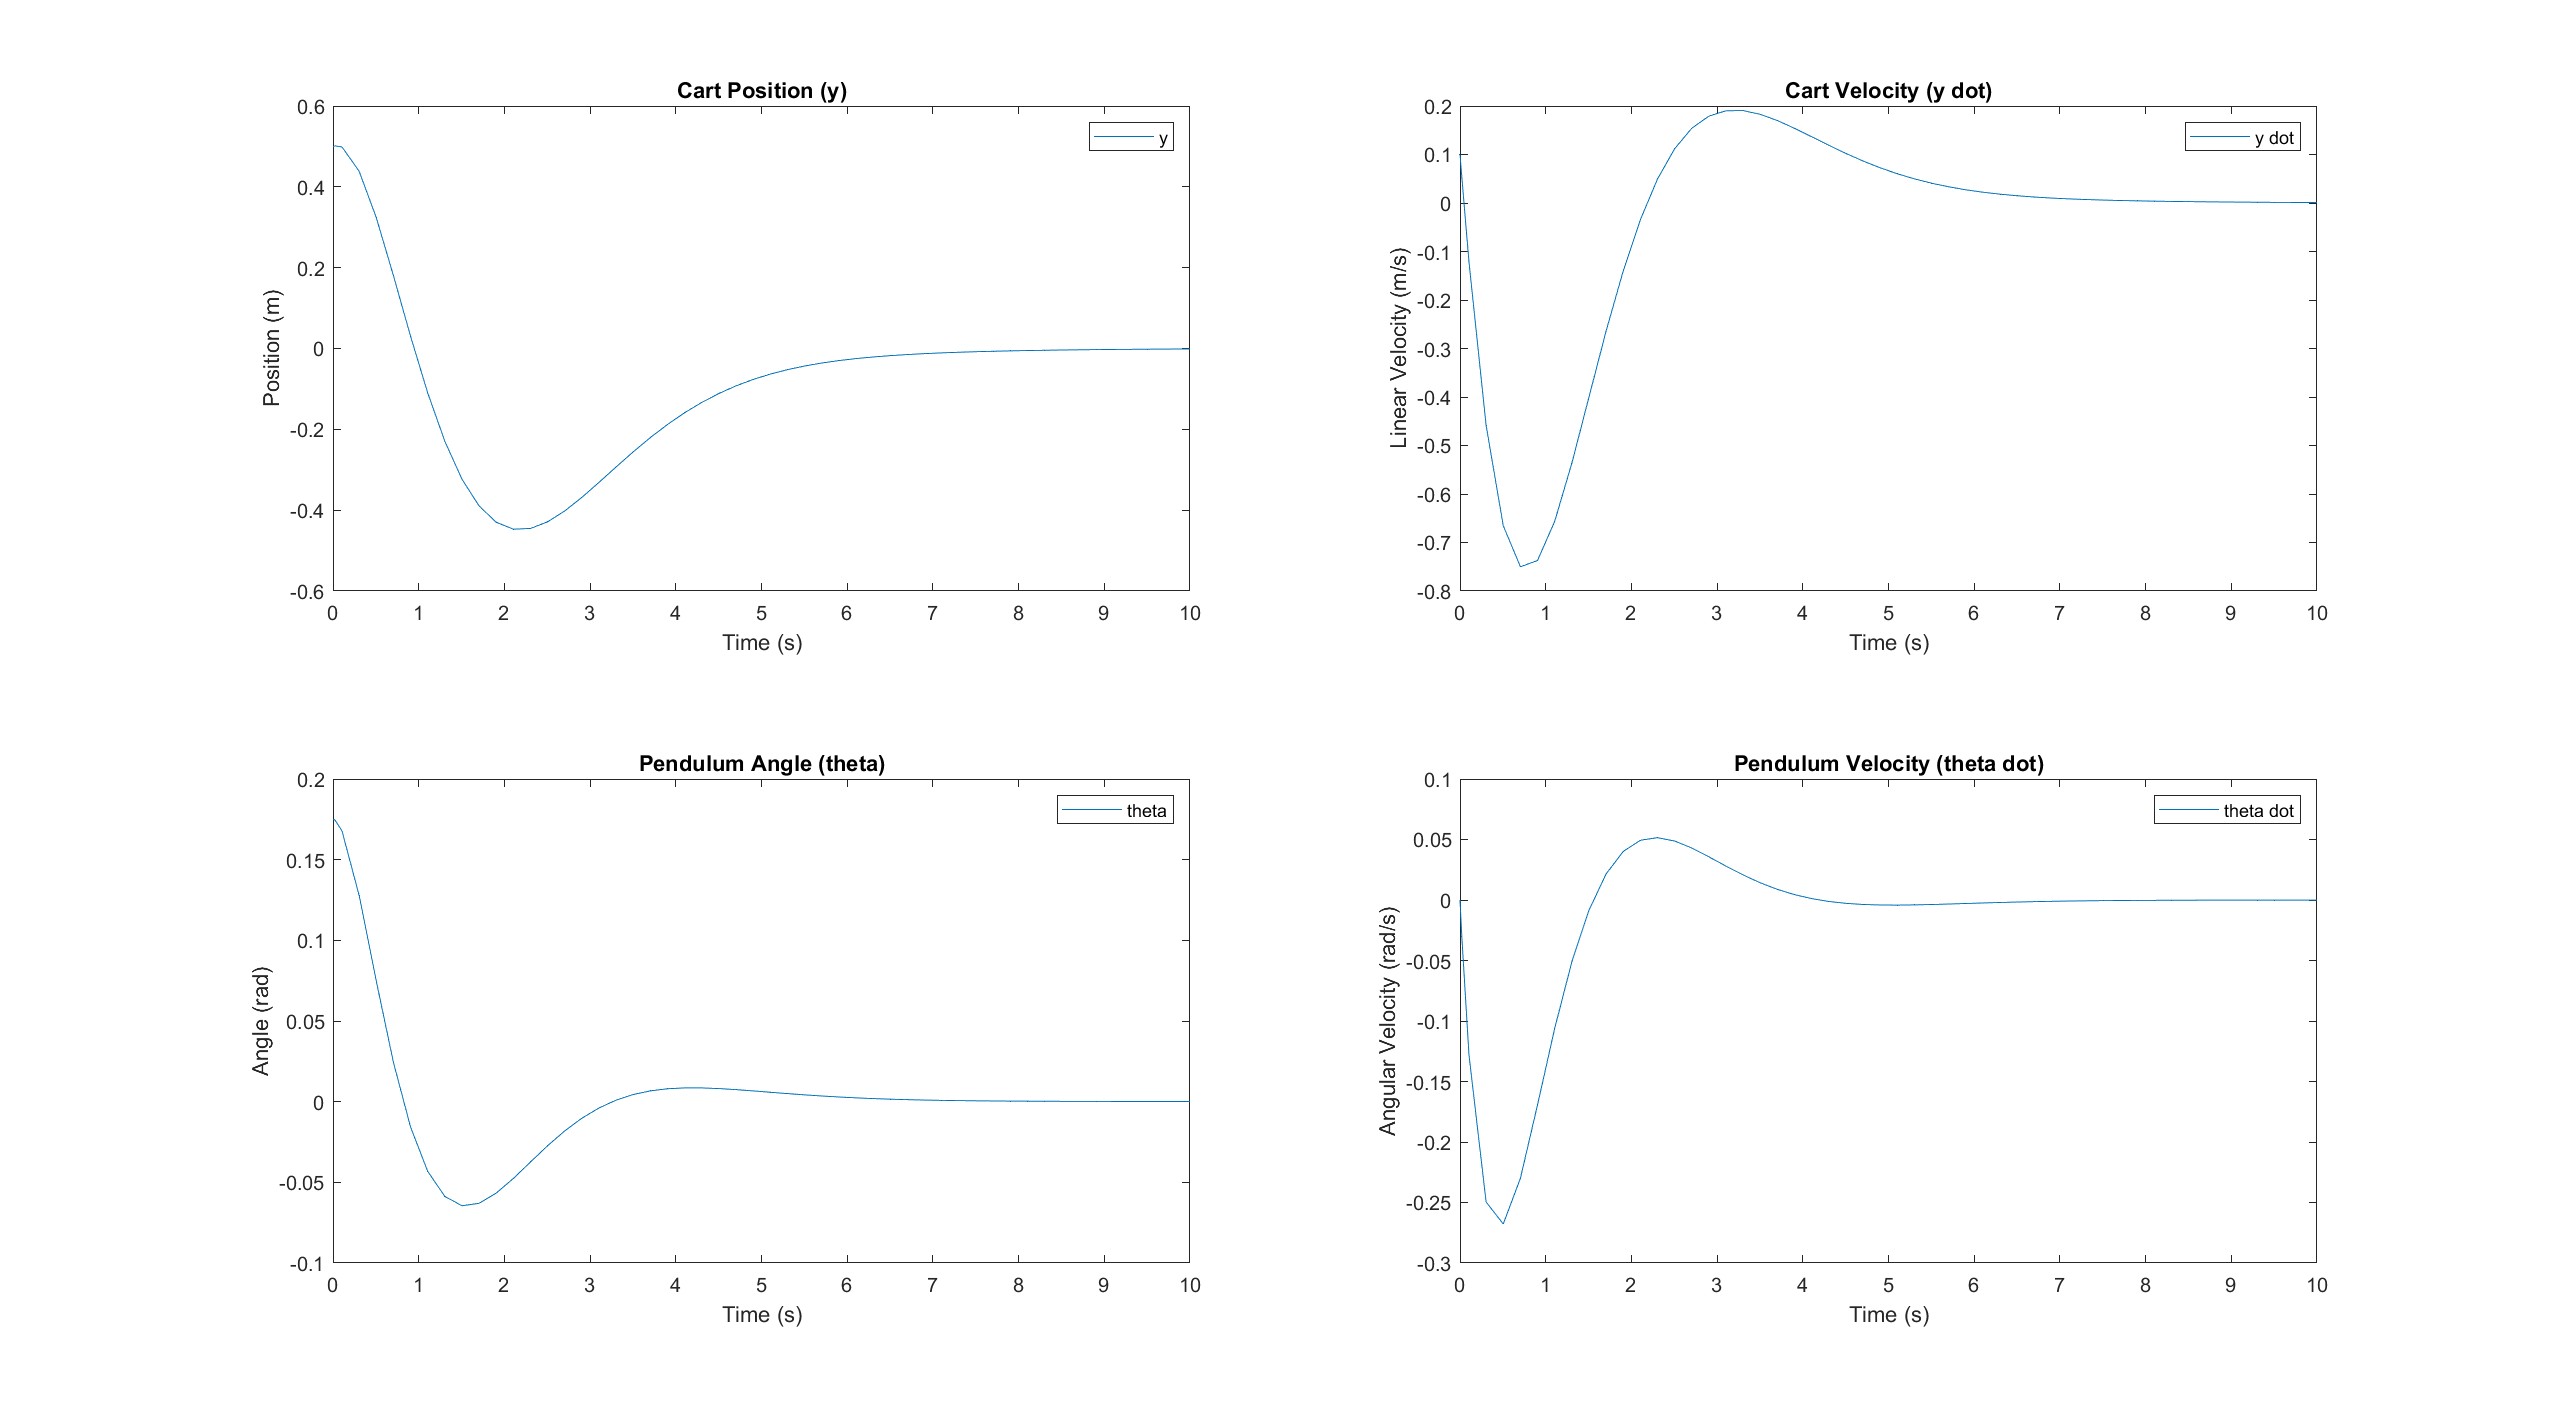 Cart Position (y)
0.6
0.4
0.2
0
-0.2
-0.4
-0.6
Position (m)
y
0 1 2 3 4 5 6 7 8 9 10
Time (s)
Cart Velocity (y dot)
0.2
0.1
0
-0.1
-0.2
-0.3
-0.4
-0.5
-0.6
-0.7
-0.8
Linear Velocity (m/s)
y dot
0 1 2 3 4 5 6 7 8 9 10
Time (s)
Pendulum Angle (theta)
0.2
0.15
0.1
0.05
0
-0.05
-0.1
Angle (rad)
theta
0 1 2 3 4 5 6 7 8 9 10
Time (s)
Pendulum Velocity (theta dot)
0.1
0.05
0
-0.05
-0.1
-0.15
-0.2
-0.25
-0.3
Angular Velocity (rad/s)
theta dot
0 1 2 3 4 5 6 7 8 9 10
Time (s)